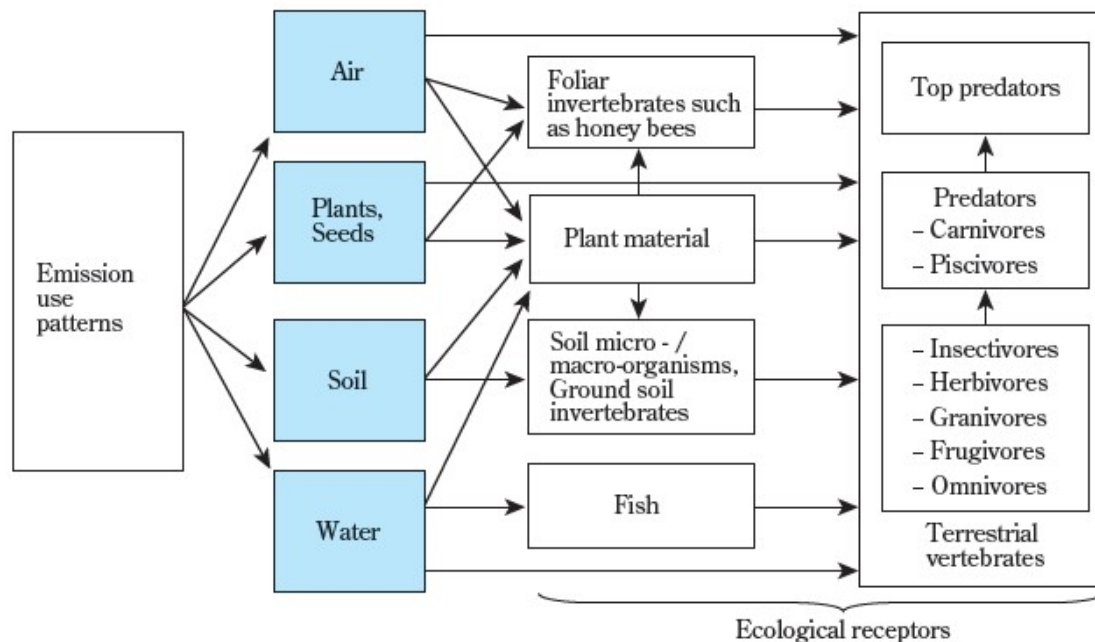 Emission
use
patterns
Air
Plants,
Seeds
Soil
Water
Foliar
invertebrates such
as honey bees
Plant material
Soil micro - /
macro-organisms,
Ground soil
invertebrates
Fish
Top predators
Predators
– Carnivores
– Piscivores
– Insectivores
– Herbivores
– Granivores
– Frugivores
– Omnivores
Terrestrial
vertebrates
Ecological receptors